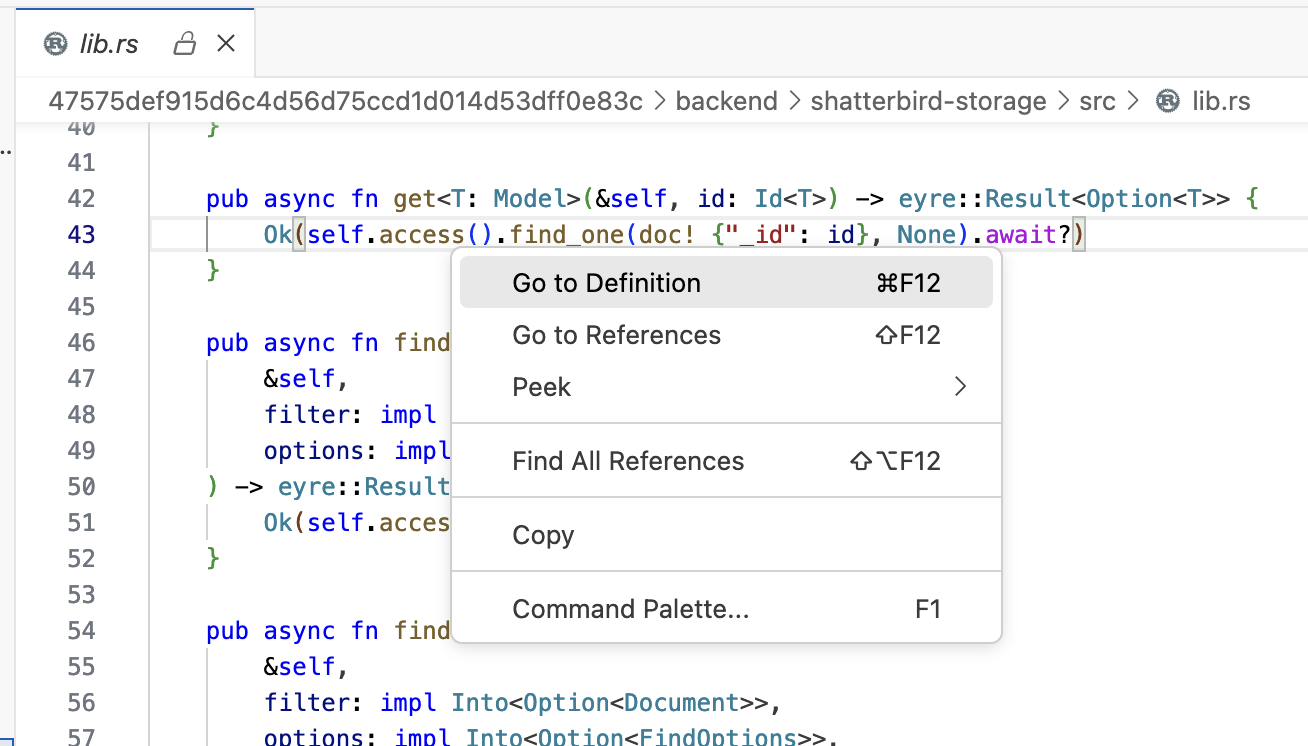 lib.rs
47575def915d6c4d56d75ccd1d014d53dff0e83c > backend > shatterbird-storage > src > lib.rs
40 }
41
42 pub async fn get<T: Model>(&self, id: Id<T>) -> eyre::Result<Option<T>> {
43 Ok(self.access().find_one(doc! {"_id": id}, None).await?)
44 }
45
46 pub async fn find
47 &self,
48 filter: impl
49 options: impl
50 ) -> eyre::Result
51 Ok(self.acces
52 }
53
54 pub async fn find
55 &self,
56 filter: impl Into<Option<Document>>,
57 options: impl Into<Option<FindOptions>>,
Go to Definition ⌘F12
Go to References ⇧F12
Peek >
Find All References ⇧⌥F12
Copy
Command Palette... F1